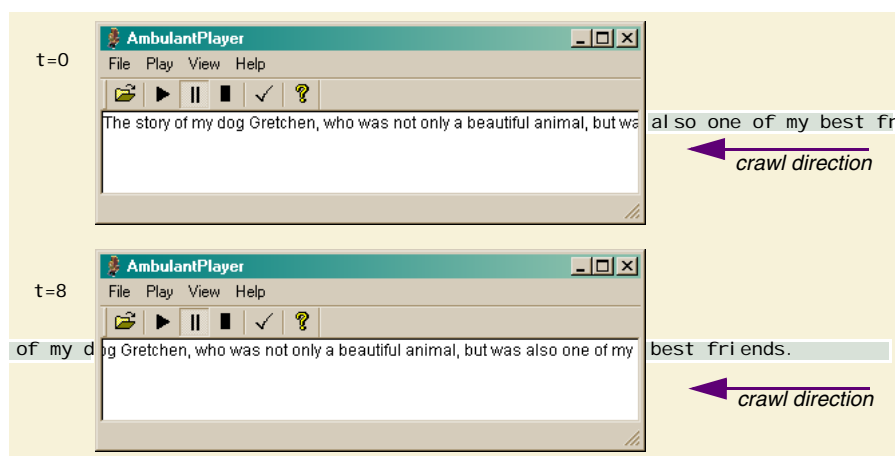 AmbulantPlayer
t=0
File Play View Help
The story of my dog Gretchen, who was not only a beautiful animal, but wa also one of my best fr
crawl direction
AmbulantPlayer
t=8
File Play View Help
of my dog Gretchen, who was not only a beautiful animal, but was also one of my best friends.
crawl direction